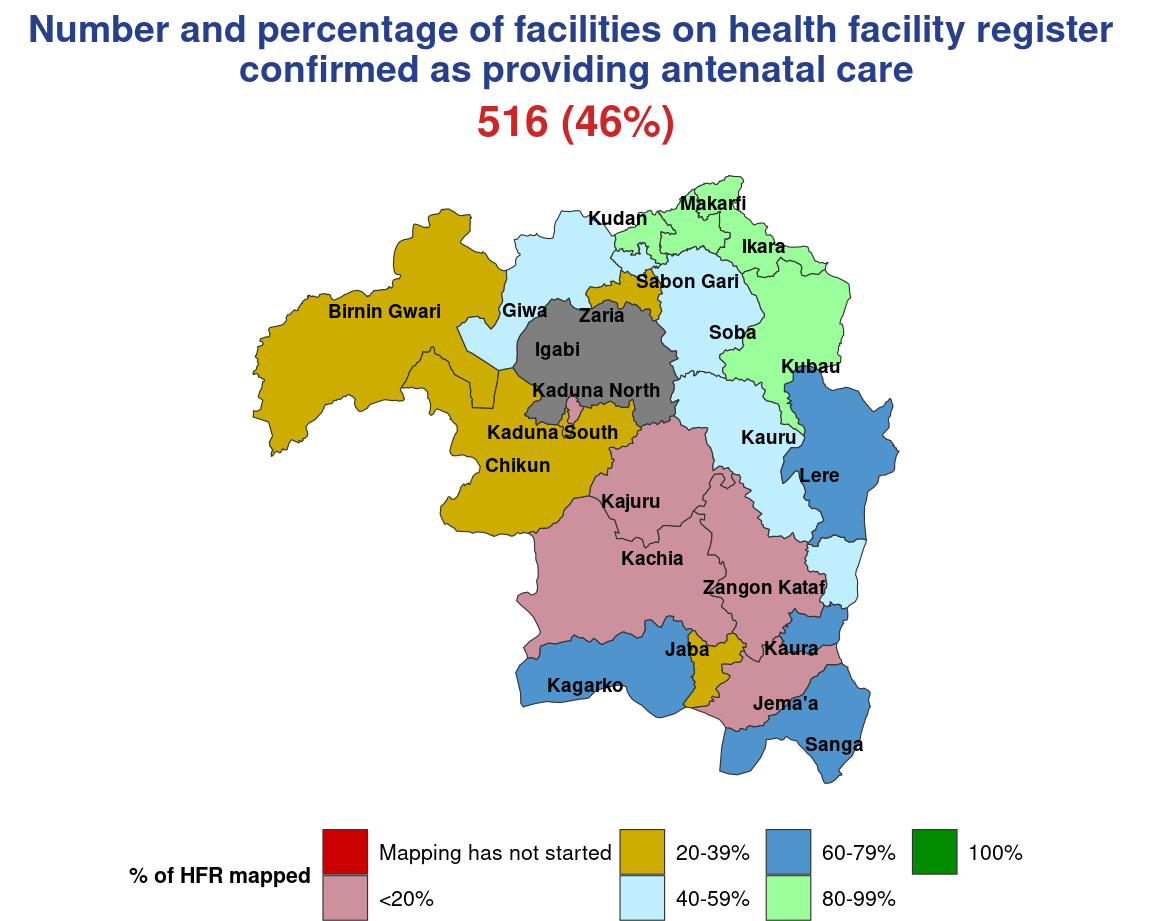 Number and percentage of facilities on health facility register
confirmed as providing antenatal care
516 (46%)
Makarfi
Kudan
Ikara
Sabon Gari
Birnin Gwari
Giwa
Zaria
Soba
Igabi
Kubau
Kaduna North
Kaduna South
Kauru
Chikun
Lere
Kajuru
Kachia
Zangon Kataf
Jaba
Kaura
Kagarko
Jema'a
Sanga
% of HFR mapped
Mapping has not started
<20%
20-39%
40-59%
60-79%
80-99%
100%